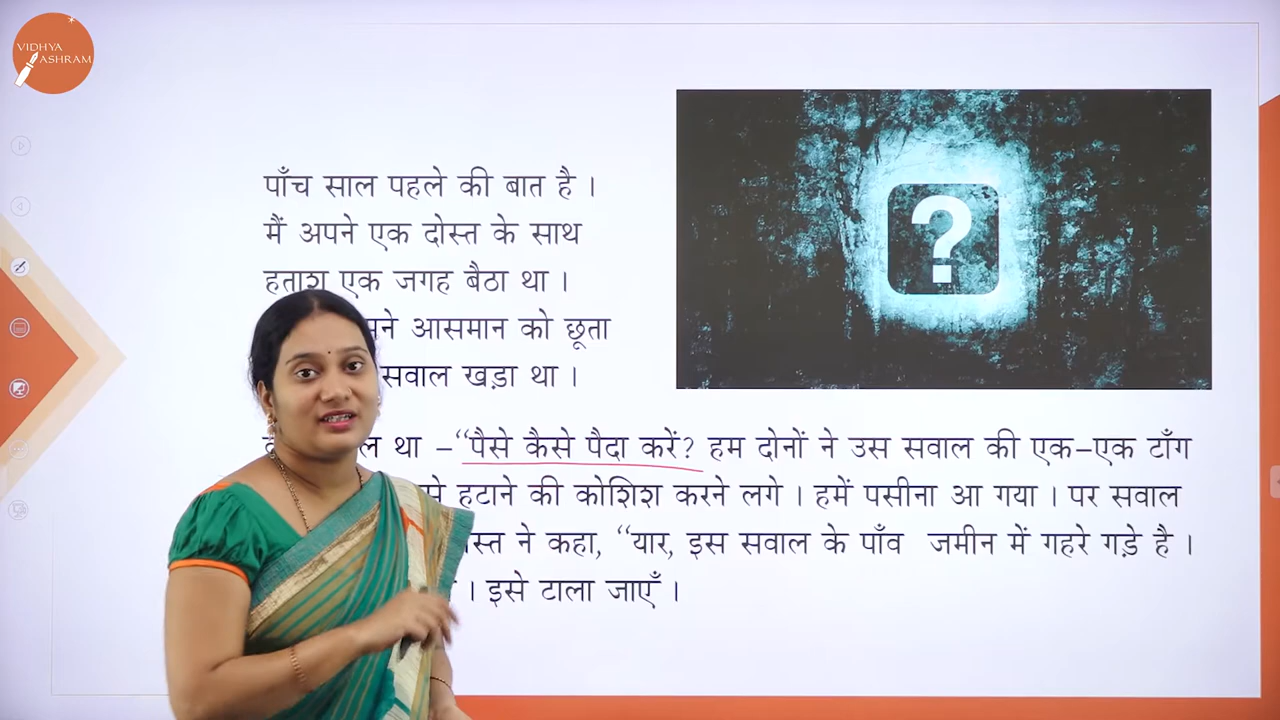 VIDHYA
ASHRAM
पाँच साल पहले की बात है ।
मैं अपने एक दोस्त के साथ
हताश एक जगह बैठा था ।
आसमान को छूता
सवाल खड़ा था ।
था –“पैसे कैसे पैदा करें? हम दोनों ने उस सवाल की एक–एक टाँग
हटाने की कोशिश करने लगे । हमें पसीना आ गया । पर सवाल
ने कहा, “यार, इस सवाल के पाँव जमीन में गहरे गड़े है ।
। इसे टाला जाएँ ।
?